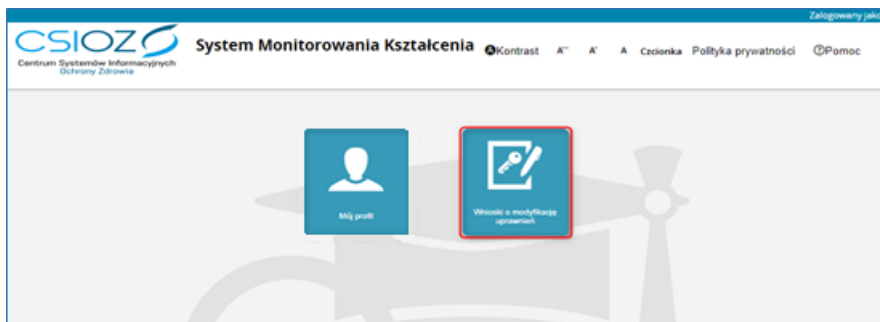 Zalogowany jako
CSIOZ
Centrum Systemów Informacyjnych
Ochrony Zdrowia
System Monitorowania Kształcenia
Kontrast A++ A+ A Czcionka Polityka prywatności Pomoc
Mój profil
Wnioski o modyfikację
uprawnień